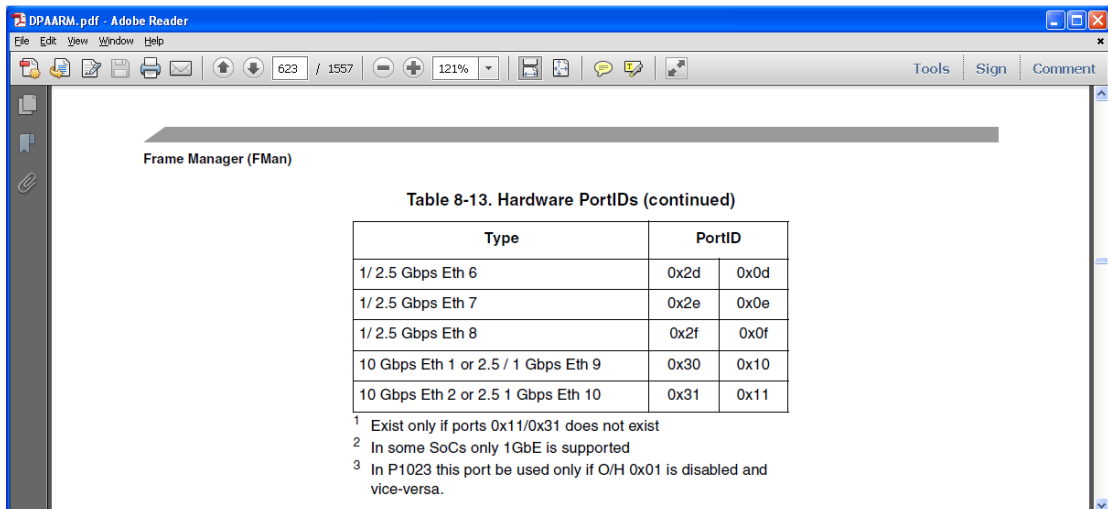 DPAARM.pdf - Adobe Reader
File Edit View Window Help
623 / 1557 121% Tools Sign Comment
Frame Manager (FMan)
Table 8-13. Hardware PortIDs (continued)
Type PortID
1/ 2.5 Gbps Eth 6 0x2d 0x0d
1/ 2.5 Gbps Eth 7 0x2e 0x0e
1/ 2.5 Gbps Eth 8 0x2f 0x0f
10 Gbps Eth 1 or 2.5 / 1 Gbps Eth 9 0x30 0x10
10 Gbps Eth 2 or 2.5 1 Gbps Eth 10 0x31 0x11
1 Exist only if ports 0x11/0x31 does not exist
2 In some SoCs only 1GbE is supported
3 In P1023 this port be used only if O/H 0x01 is disabled and
vice-versa.